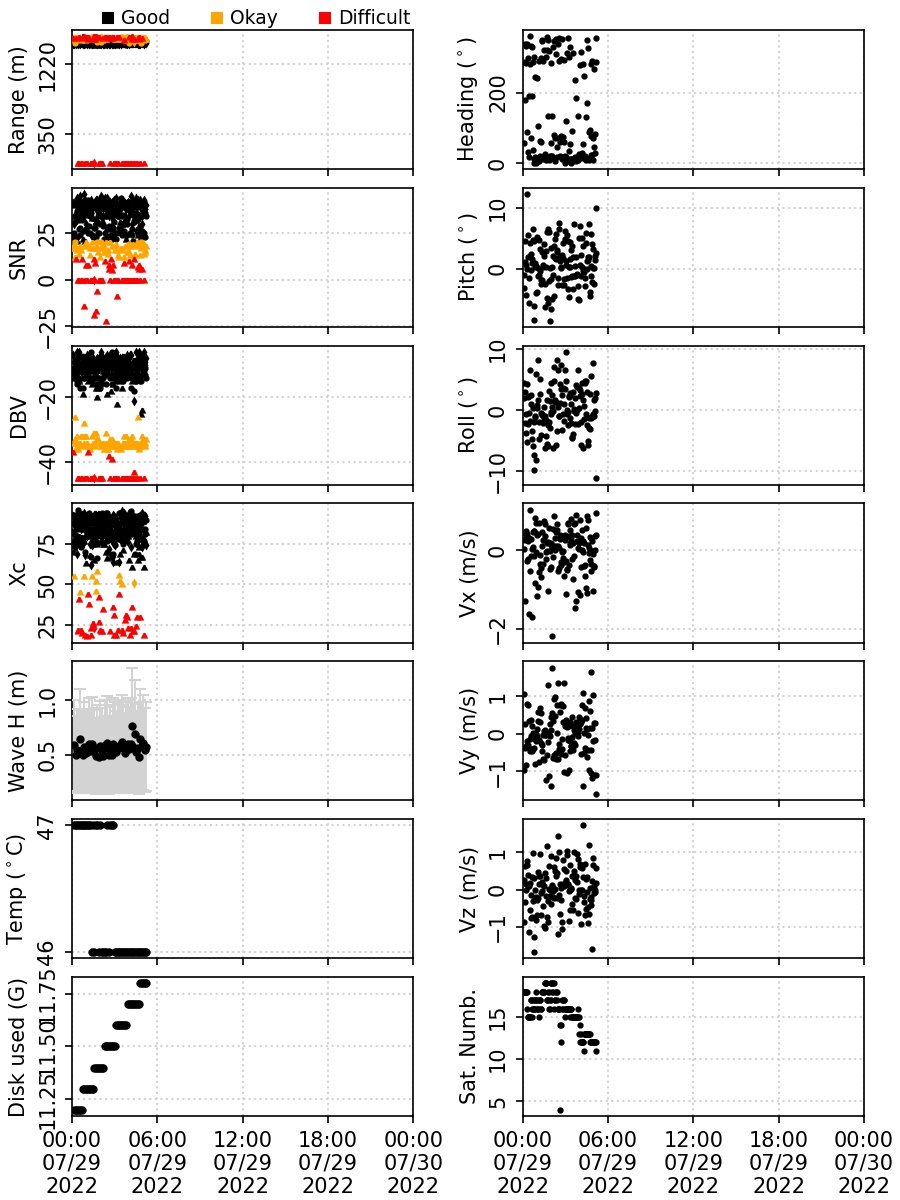 Good Okay Difficult
Range (m)
1220
350
Heading (°)
200
0
SNR
25
0
−25
Pitch (°)
10
0
DBV
−20
−40
Roll (°)
10
0
−10
Xc
75
50
25
Vx (m/s)
0
−2
Wave H (m)
1.0
0.5
Vy (m/s)
1
0
−1
Temp (°C)
47
46
Vz (m/s)
1
0
−1
Disk used (G)
11.75
11.50
11.25
Sat. Numb.
15
10
5
00:00 06:00 12:00 18:00 00:00
07/29 07/29 07/29 07/29 07/30
2022 2022 2022 2022 2022
00:00 06:00 12:00 18:00 00:00
07/29 07/29 07/29 07/29 07/30
2022 2022 2022 2022 2022